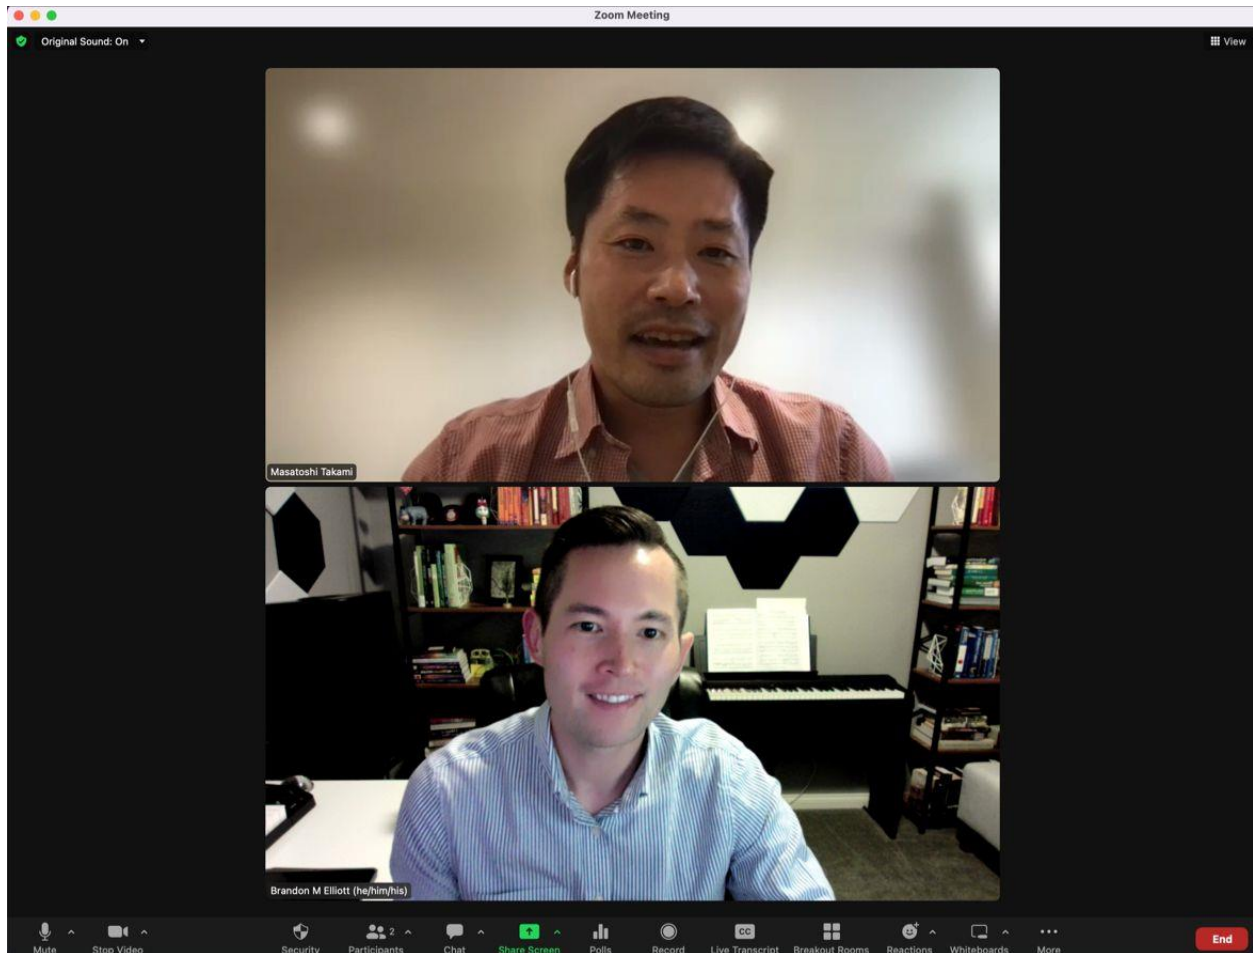 Zoom Meeting
Original Sound: On
View
Masatoshi Takami
Brandon M Elliott (he/him/his)
Mute
Stop Video
Security
Participants
2
Chat
Share Screen
Polls
Record
CC
Live Transcript
Breakout Rooms
Reactions
Whiteboards
More
End